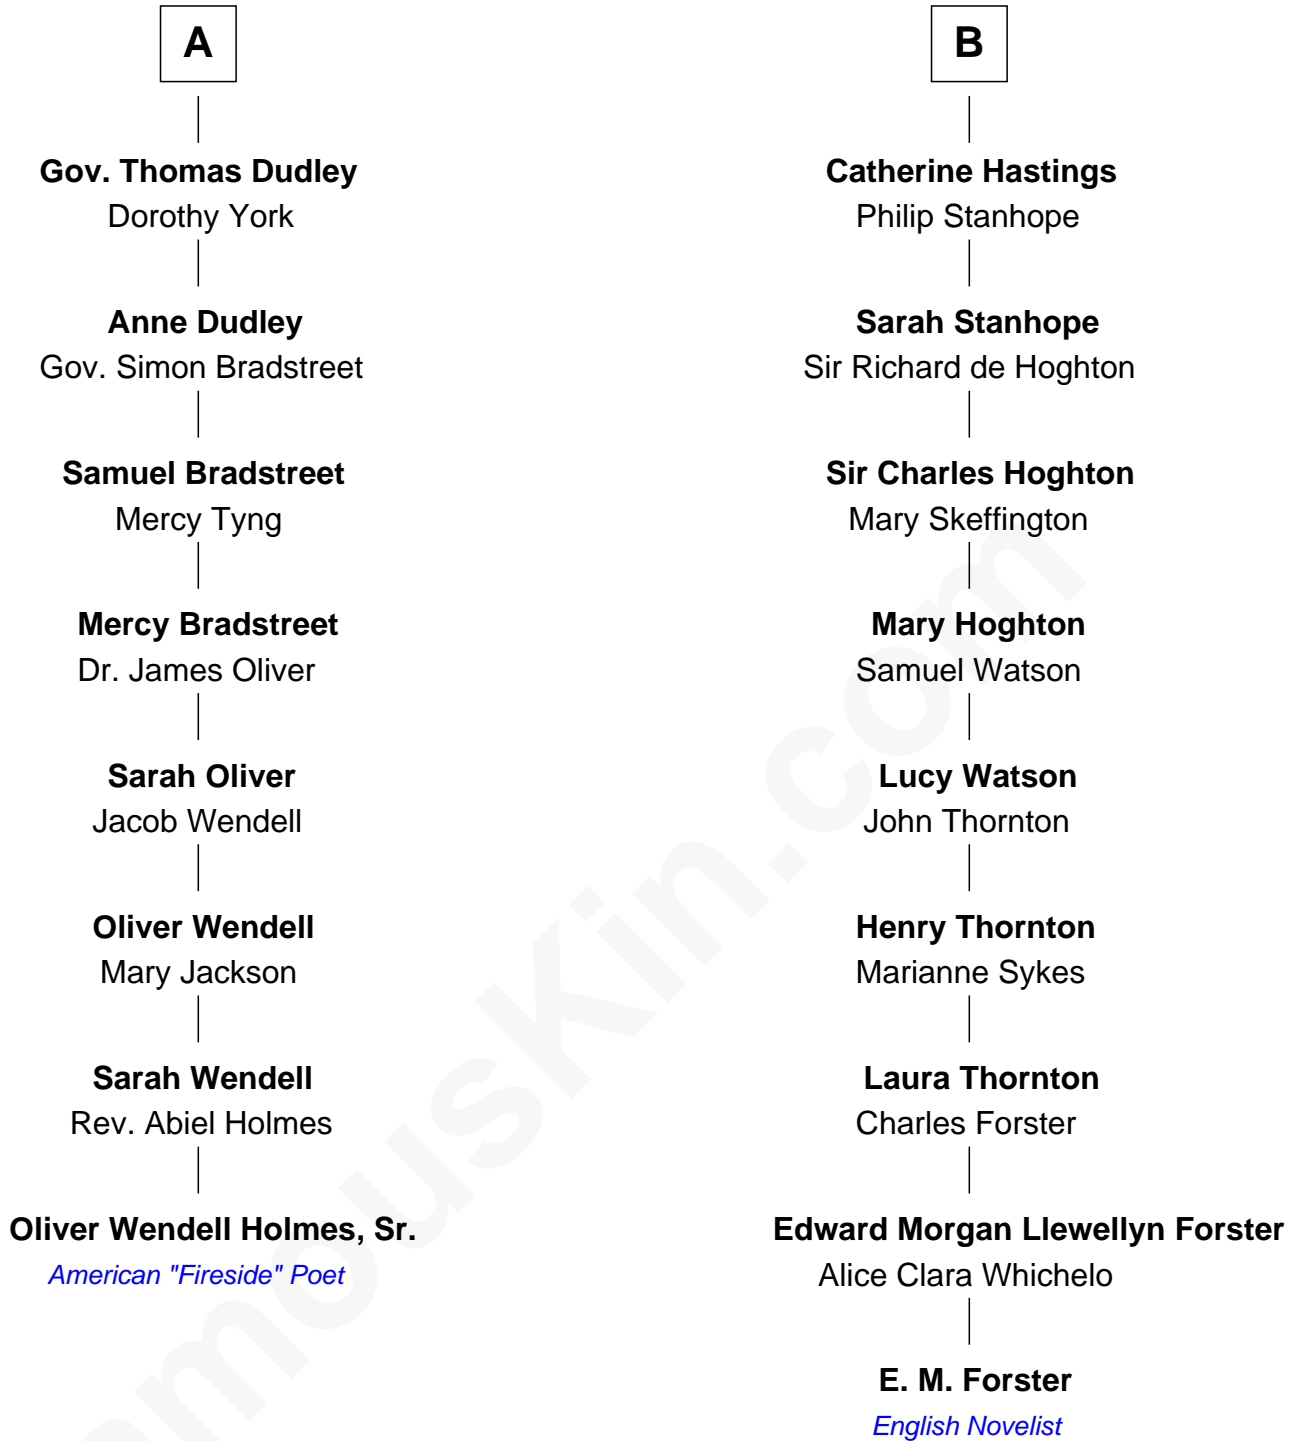 A
Gov. Thomas Dudley
Dorothy York
Anne Dudley
Gov. Simon Bradstreet
Samuel Bradstreet
Mercy Tyng
Mercy Bradstreet
Dr. James Oliver
Sarah Oliver
Jacob Wendell
Oliver Wendell
Mary Jackson
Sarah Wendell
Rev. Abiel Holmes
Oliver Wendell Holmes, Sr.
American "Fireside" Poet
B
Catherine Hastings
Philip Stanhope
Sarah Stanhope
Sir Richard de Hoghton
Sir Charles Hoghton
Mary Skeffington
Mary Hoghton
Samuel Watson
Lucy Watson
John Thornton
Henry Thornton
Marianne Sykes
Laura Thornton
Charles Forster
Edward Morgan Llewellyn Forster
Alice Clara Whichelo
E. M. Forster
English Novelist
amouskin.com